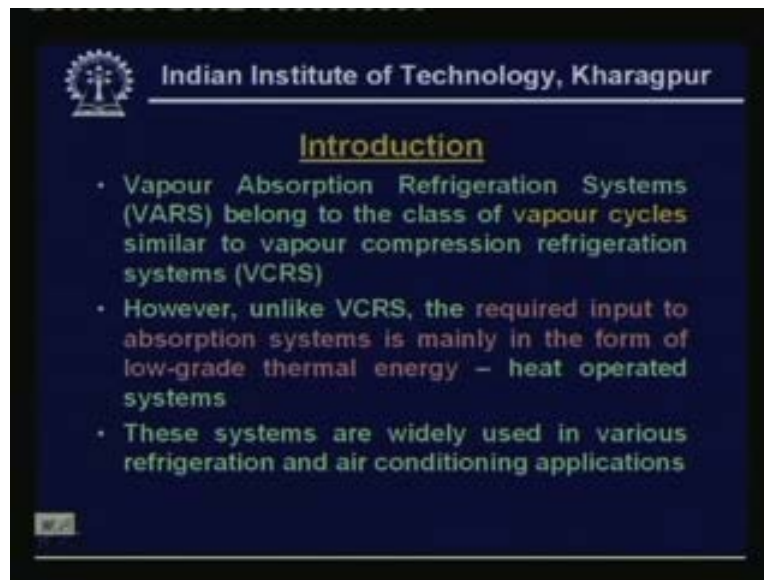 Indian Institute of Technology, Kharagpur
Introduction
• Vapour Absorption Refrigeration Systems
(VARS) belong to the class of vapour cycles
similar to vapour compression refrigeration
systems (VCRS)
• However, unlike VCRS, the required input to
absorption systems is mainly in the form of
low-grade thermal energy – heat operated
systems
• These systems are widely used in various
refrigeration and air conditioning applications